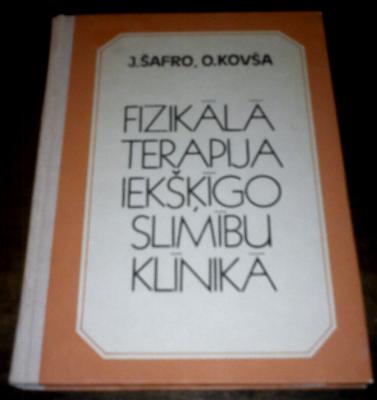 J.ŠAFRO, O.KOVŠA
FIZIKĀLĀ
TERAPIJA
IEKŠĶĪGO
SLIMĪBU
KLĪNIKĀ